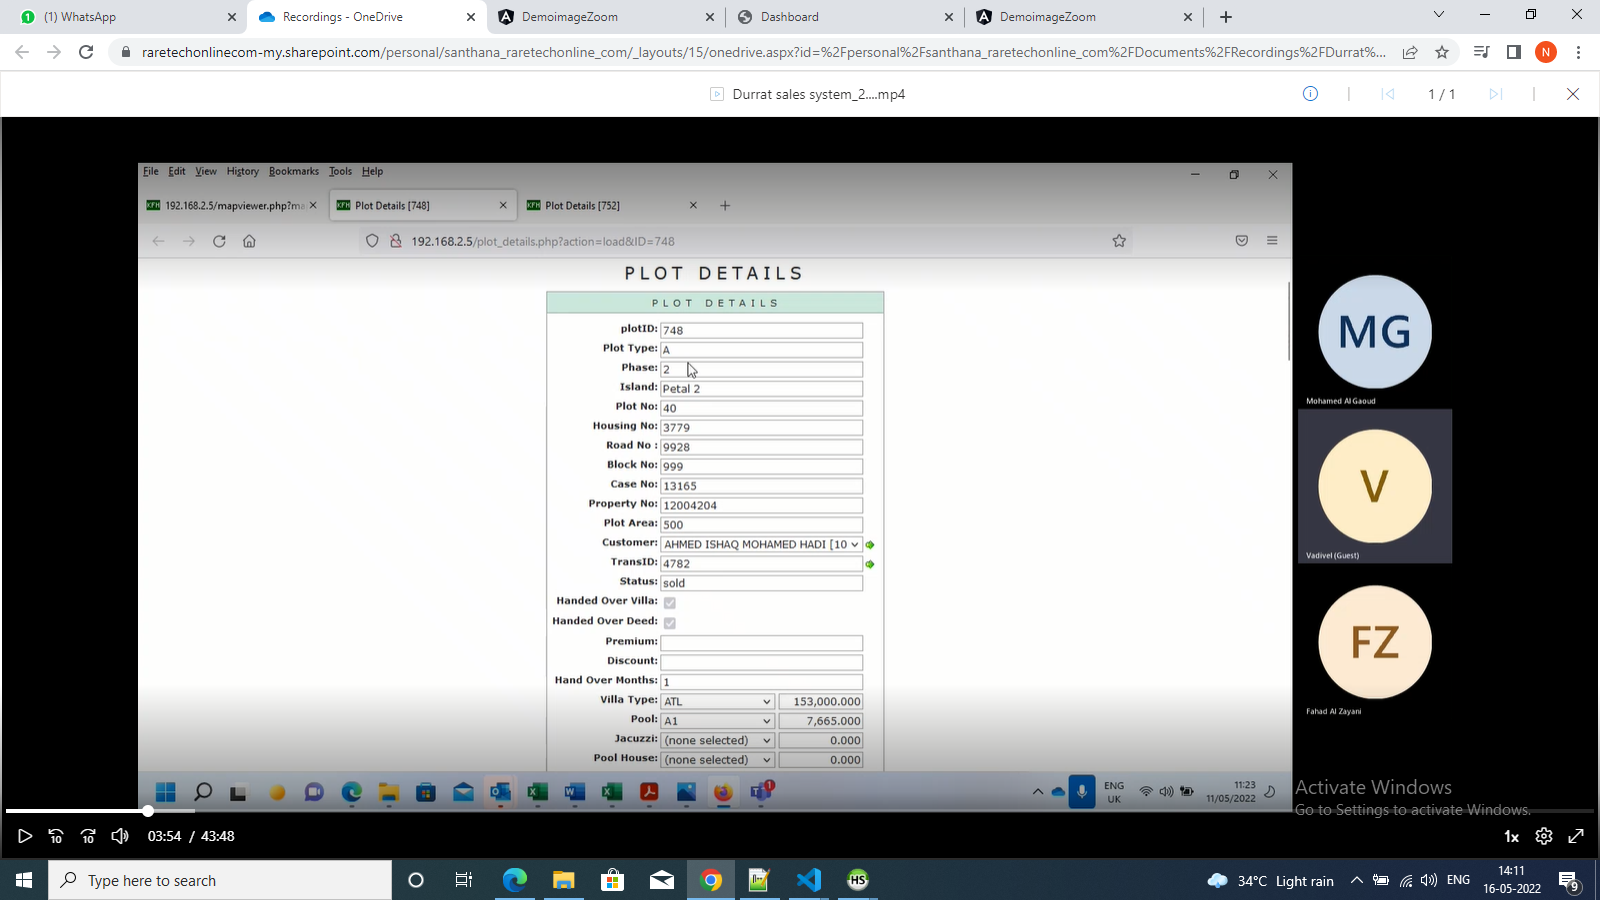 (1) WhatsApp
Recordings - OneDrive
DemoimageZoom
Dashboard
DemoimageZoom
raretechonlinecom-my.sharepoint.com/personal/santhana_raretechonline_com/_layouts/15/onedrive.aspx?id=%2Fpersonal%2Fsanthana_raretechonline_com%2FDocuments%2FRecordings%2FDurrat%...
N
Durrat sales system_2....mp4
1 / 1
File Edit View History Bookmarks Tools Help
192.168.2.5/mapviewer.php?ma
Plot Details [748]
Plot Details [752]
192.168.2.5/plot_details.php?action=load&ID=748
PLOT DETAILS
PLOT DETAILS
plotID: 748
Plot Type: A
Phase: 2
Island: Petal 2
Plot No: 40
Housing No: 3779
Road No : 9928
Block No: 999
Case No: 13165
Property No: 12004204
Plot Area: 500
Customer: AHMED ISHAQ MOHAMED HADI [10
TransID: 4782
Status: sold
Handed Over Villa:
Handed Over Deed:
Premium:
Discount:
Hand Over Months: 1
Villa Type: ATL 153,000.000
Pool: A1 7,665.000
Jacuzzi: (none selected) 0.000
Pool House: (none selected) 0.000
MG
Mohamed Al Gaoud
V
Vadivel (Guest)
FZ
Fahad Al Zayani
ENG
UK
11:23
11/05/2022
Activate Windows
Go to Settings to activate Windows.
10
10
03:54 / 43:48
1x
Type here to search
34°C Light rain
ENG
14:11
16-05-2022
9